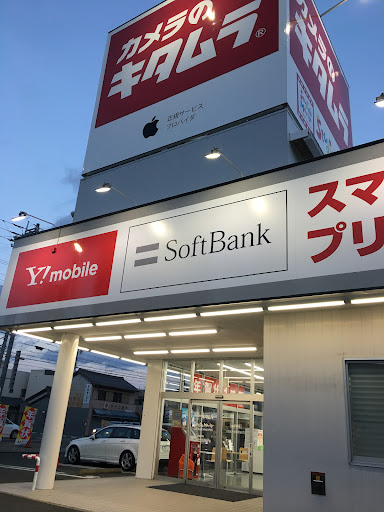 カメラの
キタムラ®
正規サービス
プロバイダ
カメラの
キタムラ
Y! mobile
SoftBank
スマ
プリ